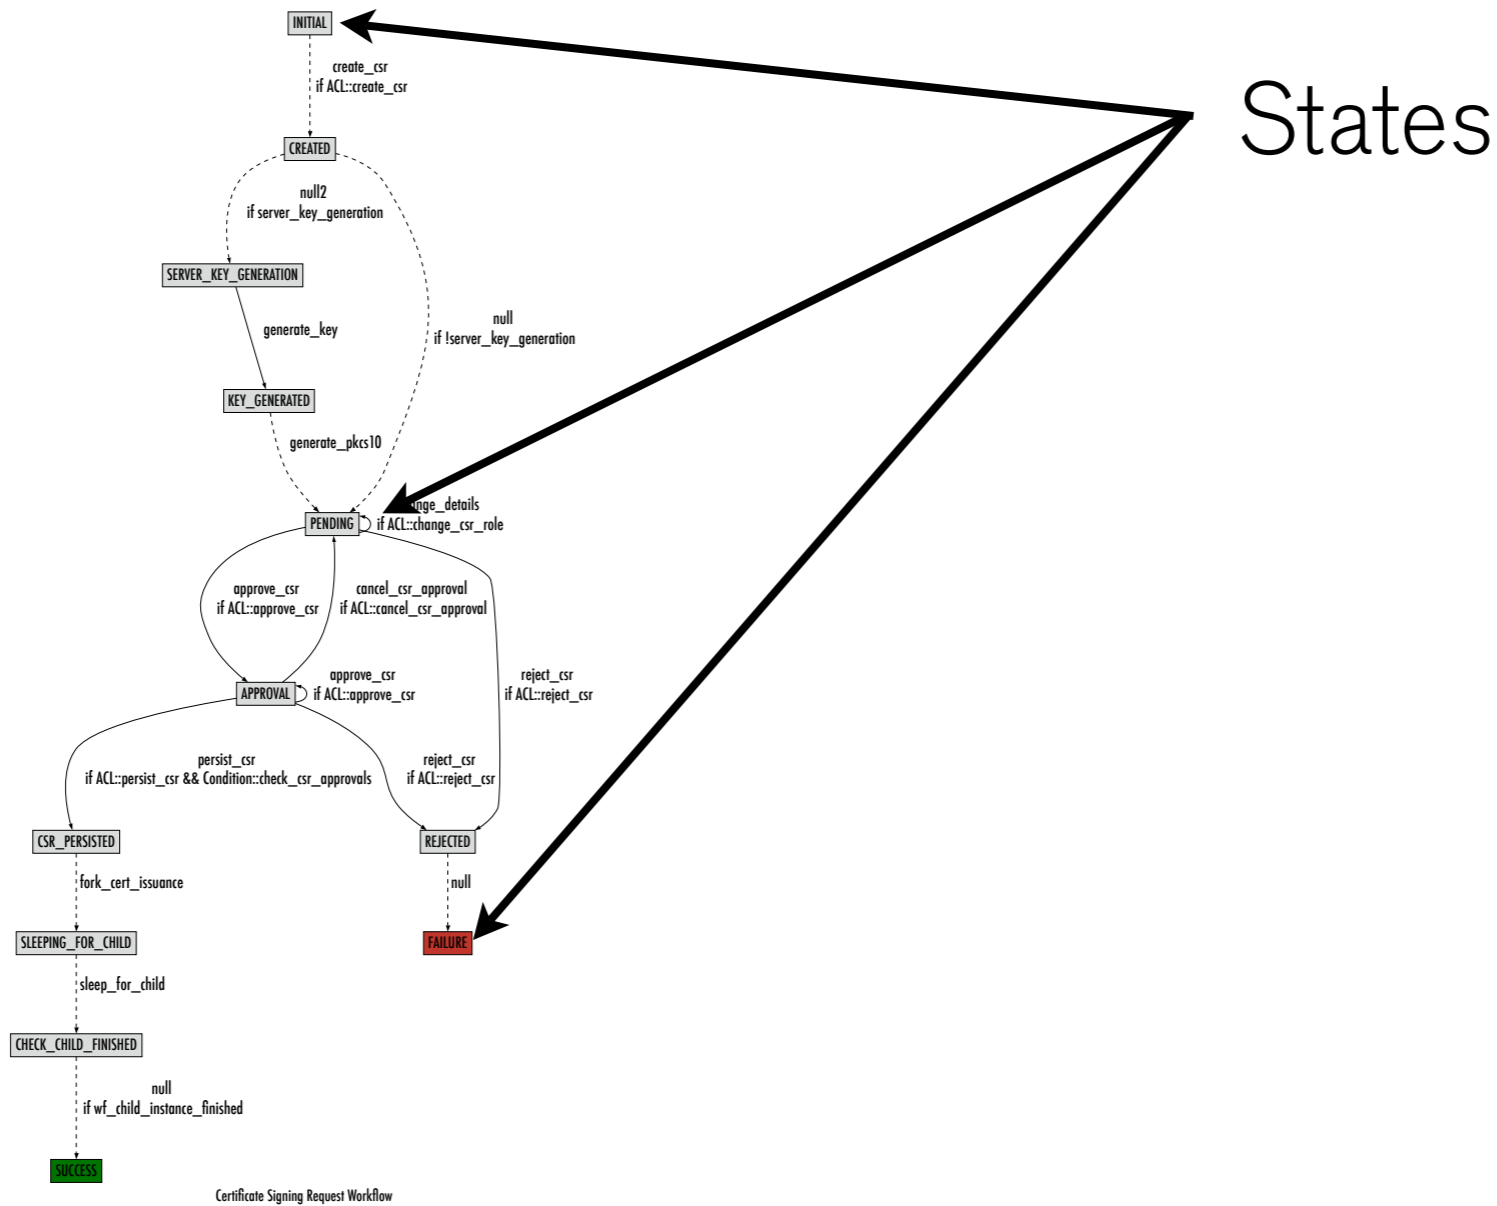 INITIAL
States
create_csr
if ACL::create_csr
CREATED
null2
if server_key_generation
SERVER_KEY_GENERATION
generate_key
null
if !server_key_generation
KEY_GENERATED
generate_pkcs10
nge_details
PENDING
if ACL::change_csr_role
approve_csr
if ACL::approve_csr
cancel_csr_approval
if ACL::cancel_csr_approval
APPROVAL
approve_csr
if ACL::approve_csr
reject_csr
if ACL::reject_csr
persist_csr
if ACL::persist_csr && Condition::check_csr_approvals
reject_csr
if ACL::reject_csr
CSR_PERSISTED
REJECTED
fork_cert_issuance
null
SLEEPING_FOR_CHILD
FAILURE
sleep_for_child
CHECK_CHILD_FINISHED
null
if wf_child_instance_finished
SUCCESS
Certificate Signing Request Workflow